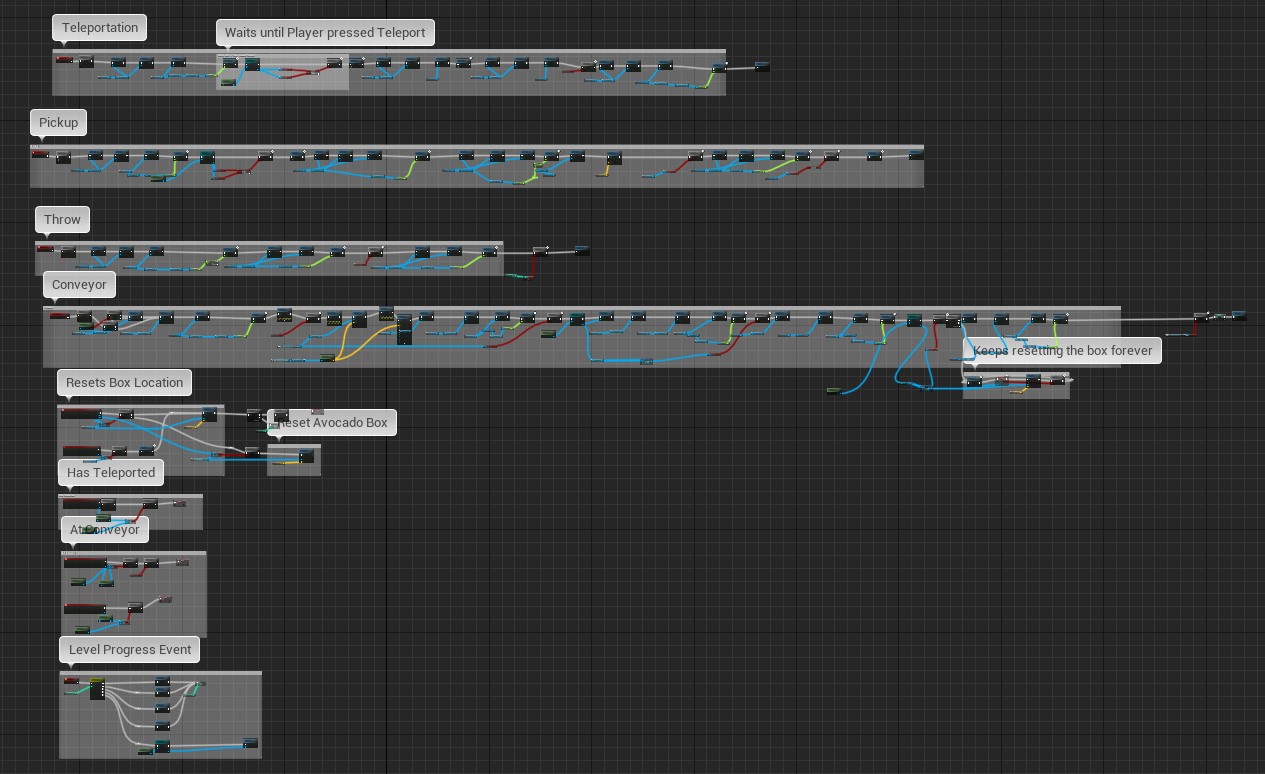 Teleportation
Waits until Player pressed Teleport
Pickup
Throw
Conveyor
Keeps resetting the box forever
Resets Box Location
Reset Avocado Box
Has Teleported
At Conveyor
Level Progress Event